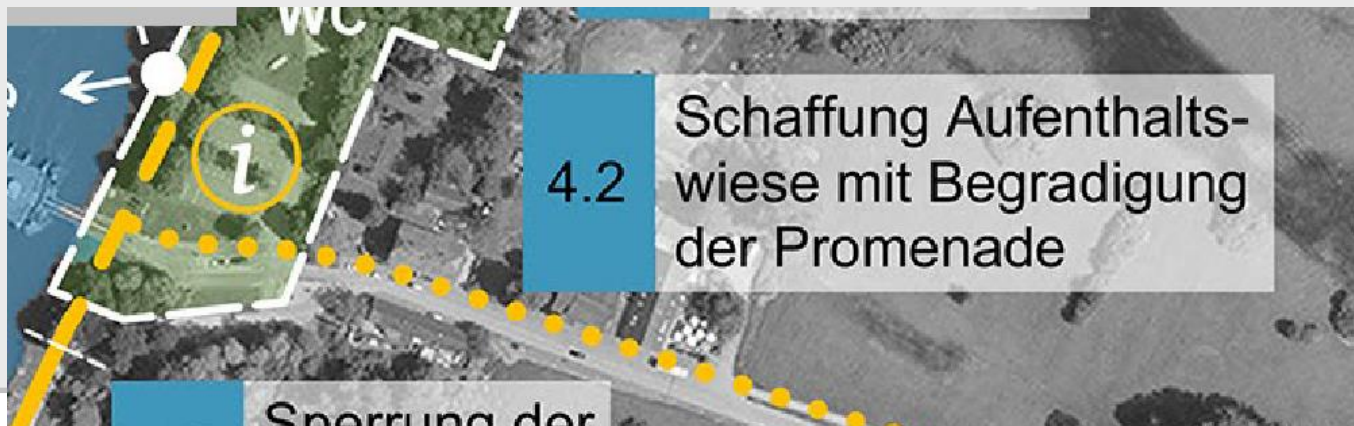 WC
i
4.2
Schaffung Aufenthalts-
wiese mit Begradigung
der Promenade
Sperrung der